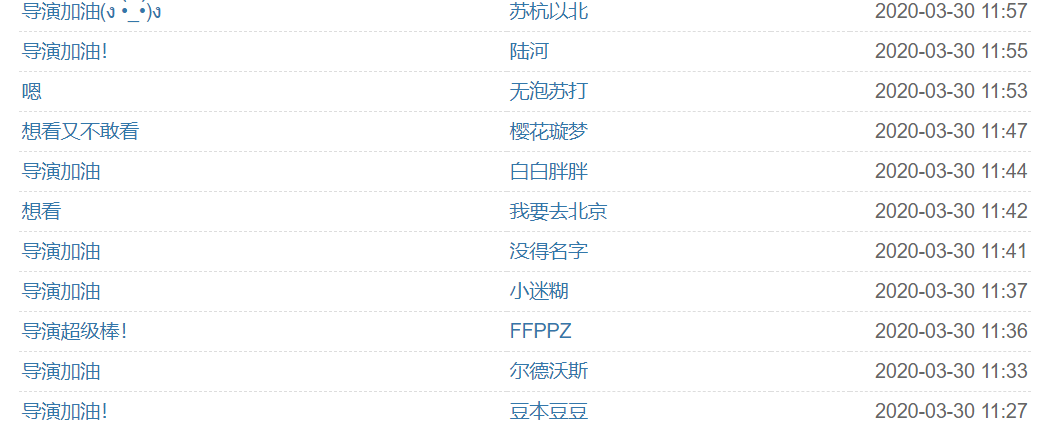 导演加油(ง •̀_•́)ง 苏杭以北 2020-03-30 11:57
导演加油! 陆河 2020-03-30 11:55
嗯 无泡苏打 2020-03-30 11:53
想看又不敢看 樱花璇梦 2020-03-30 11:47
导演加油 白白胖胖 2020-03-30 11:44
想看 我要去北京 2020-03-30 11:42
导演加油 没得名字 2020-03-30 11:41
导演加油 小迷糊 2020-03-30 11:37
导演超级棒! FFPPZ 2020-03-30 11:36
导演加油 尔德沃斯 2020-03-30 11:33
导演加油! 豆本豆豆 2020-03-30 11:27